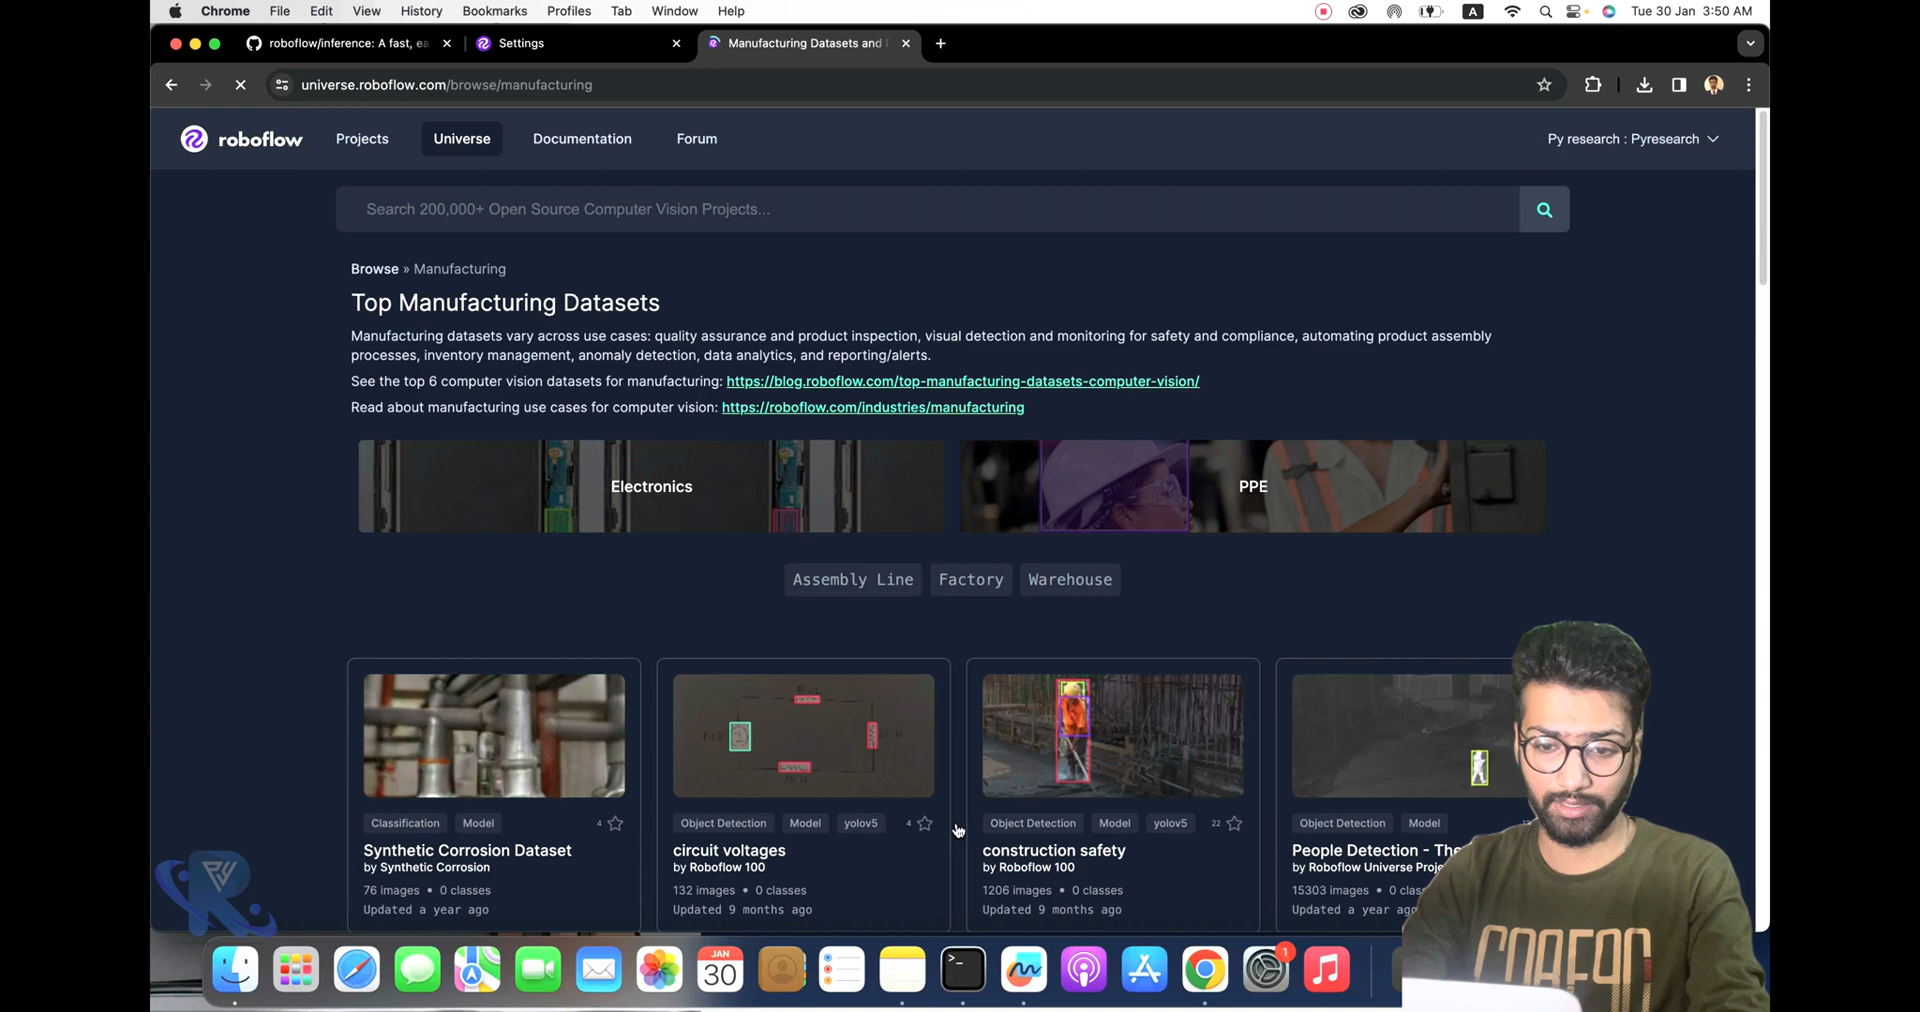 Chrome File Edit View History Bookmarks Profiles Tab Window Help A Tue 30 Jan 3:50 AM
roboflow/inference: A fast, ea Settings Manufacturing Datasets and
universe.roboflow.com/browse/manufacturing
roboflow Projects Universe Documentation Forum Py research : Pyresearch
Search 200,000+ Open Source Computer Vision Projects...
Browse » Manufacturing
Top Manufacturing Datasets
Manufacturing datasets vary across use cases: quality assurance and product inspection, visual detection and monitoring for safety and compliance, automating product assembly
processes, inventory management, anomaly detection, data analytics, and reporting/alerts.
See the top 6 computer vision datasets for manufacturing: https://blog.roboflow.com/top-manufacturing-datasets-computer-vision/
Read about manufacturing use cases for computer vision: https://roboflow.com/industries/manufacturing
Electronics PPE
Assembly Line Factory Warehouse
Classification Model 4 Object Detection Model yolov5 4 Object Detection Model yolov5 22 Object Detection Model
Synthetic Corrosion Dataset circuit voltages construction safety People Detection - The
by Synthetic Corrosion by Roboflow 100 by Roboflow 100 by Roboflow Universe Proje
76 images • 0 classes 132 images • 0 classes 1206 images • 0 classes 15303 images • 0 clas
Updated a year ago Updated 9 months ago Updated 9 months ago Updated a year ago
JAN
30
1